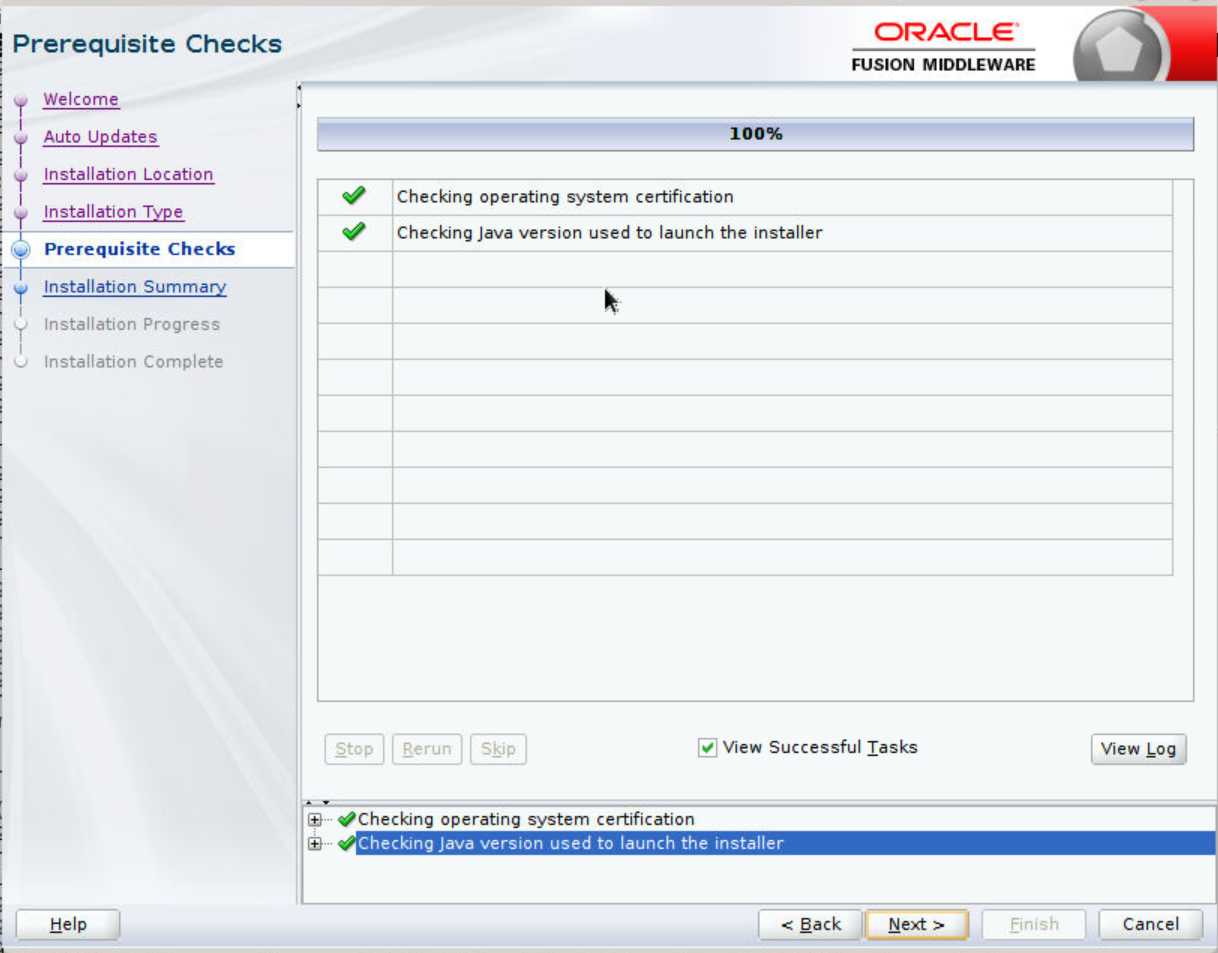 Prerequisite Checks
ORACLE
FUSION MIDDLEWARE
Welcome
Auto Updates
Installation Location
Installation Type
Prerequisite Checks
Installation Summary
Installation Progress
Installation Complete
100%
Checking operating system certification
Checking Java version used to launch the installer
Stop Rerun Skip View Successful Tasks View Log
Checking operating system certification
Checking Java version used to launch the installer
Help < Back Next > Finish Cancel